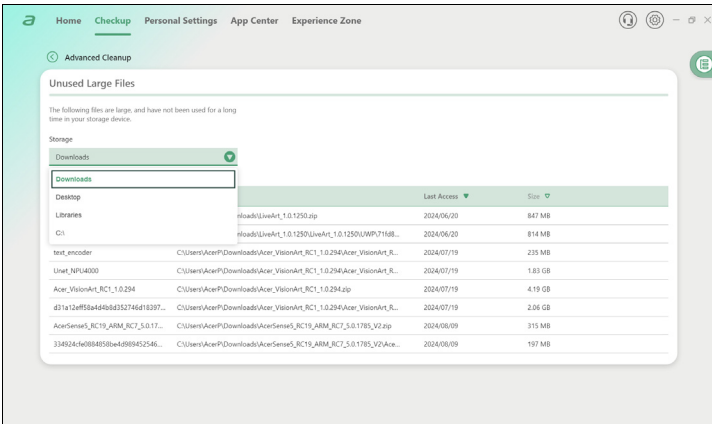 a Home Checkup Personal Settings App Center Experience Zone
Advanced Cleanup
Unused Large Files
The following files are large, and have not been used for a long
time in your storage device.
Storage
Downloads
Downloads
Desktop
Libraries
C:\
Last Access Size
nloads\LiveArt_1.0.1250.zip 2024/06/20 847 MB
nloads\LiveArt_1.0.1250\LiveArt_1.0.1250\UWP\71fd8... 2024/06/20 814 MB
text_encoder C:\Users\AcerP\Downloads\Acer_VisionArt_RC1_1.0.294\Acer_VisionArt_R... 2024/07/19 235 MB
Unet_NPU4000 C:\Users\AcerP\Downloads\Acer_VisionArt_RC1_1.0.294\Acer_VisionArt_R... 2024/07/19 1.83 GB
Acer_VisionArt_RC1_1.0.294 C:\Users\AcerP\Downloads\Acer_VisionArt_RC1_1.0.294.zip 2024/07/19 4.19 GB
d31a12eff58a4d4b8d352746d18397... C:\Users\AcerP\Downloads\Acer_VisionArt_RC1_1.0.294\Acer_VisionArt_R... 2024/07/19 2.06 GB
AcerSense5_RC19_ARM_RC7_5.0.17... C:\Users\AcerP\Downloads\AcerSense5_RC19_ARM_RC7_5.0.1785_V2.zip 2024/08/09 315 MB
334924cfe0884858be4d989452546... C:\Users\AcerP\Downloads\AcerSense5_RC19_ARM_RC7_5.0.1785_V2\Ace... 2024/08/09 197 MB